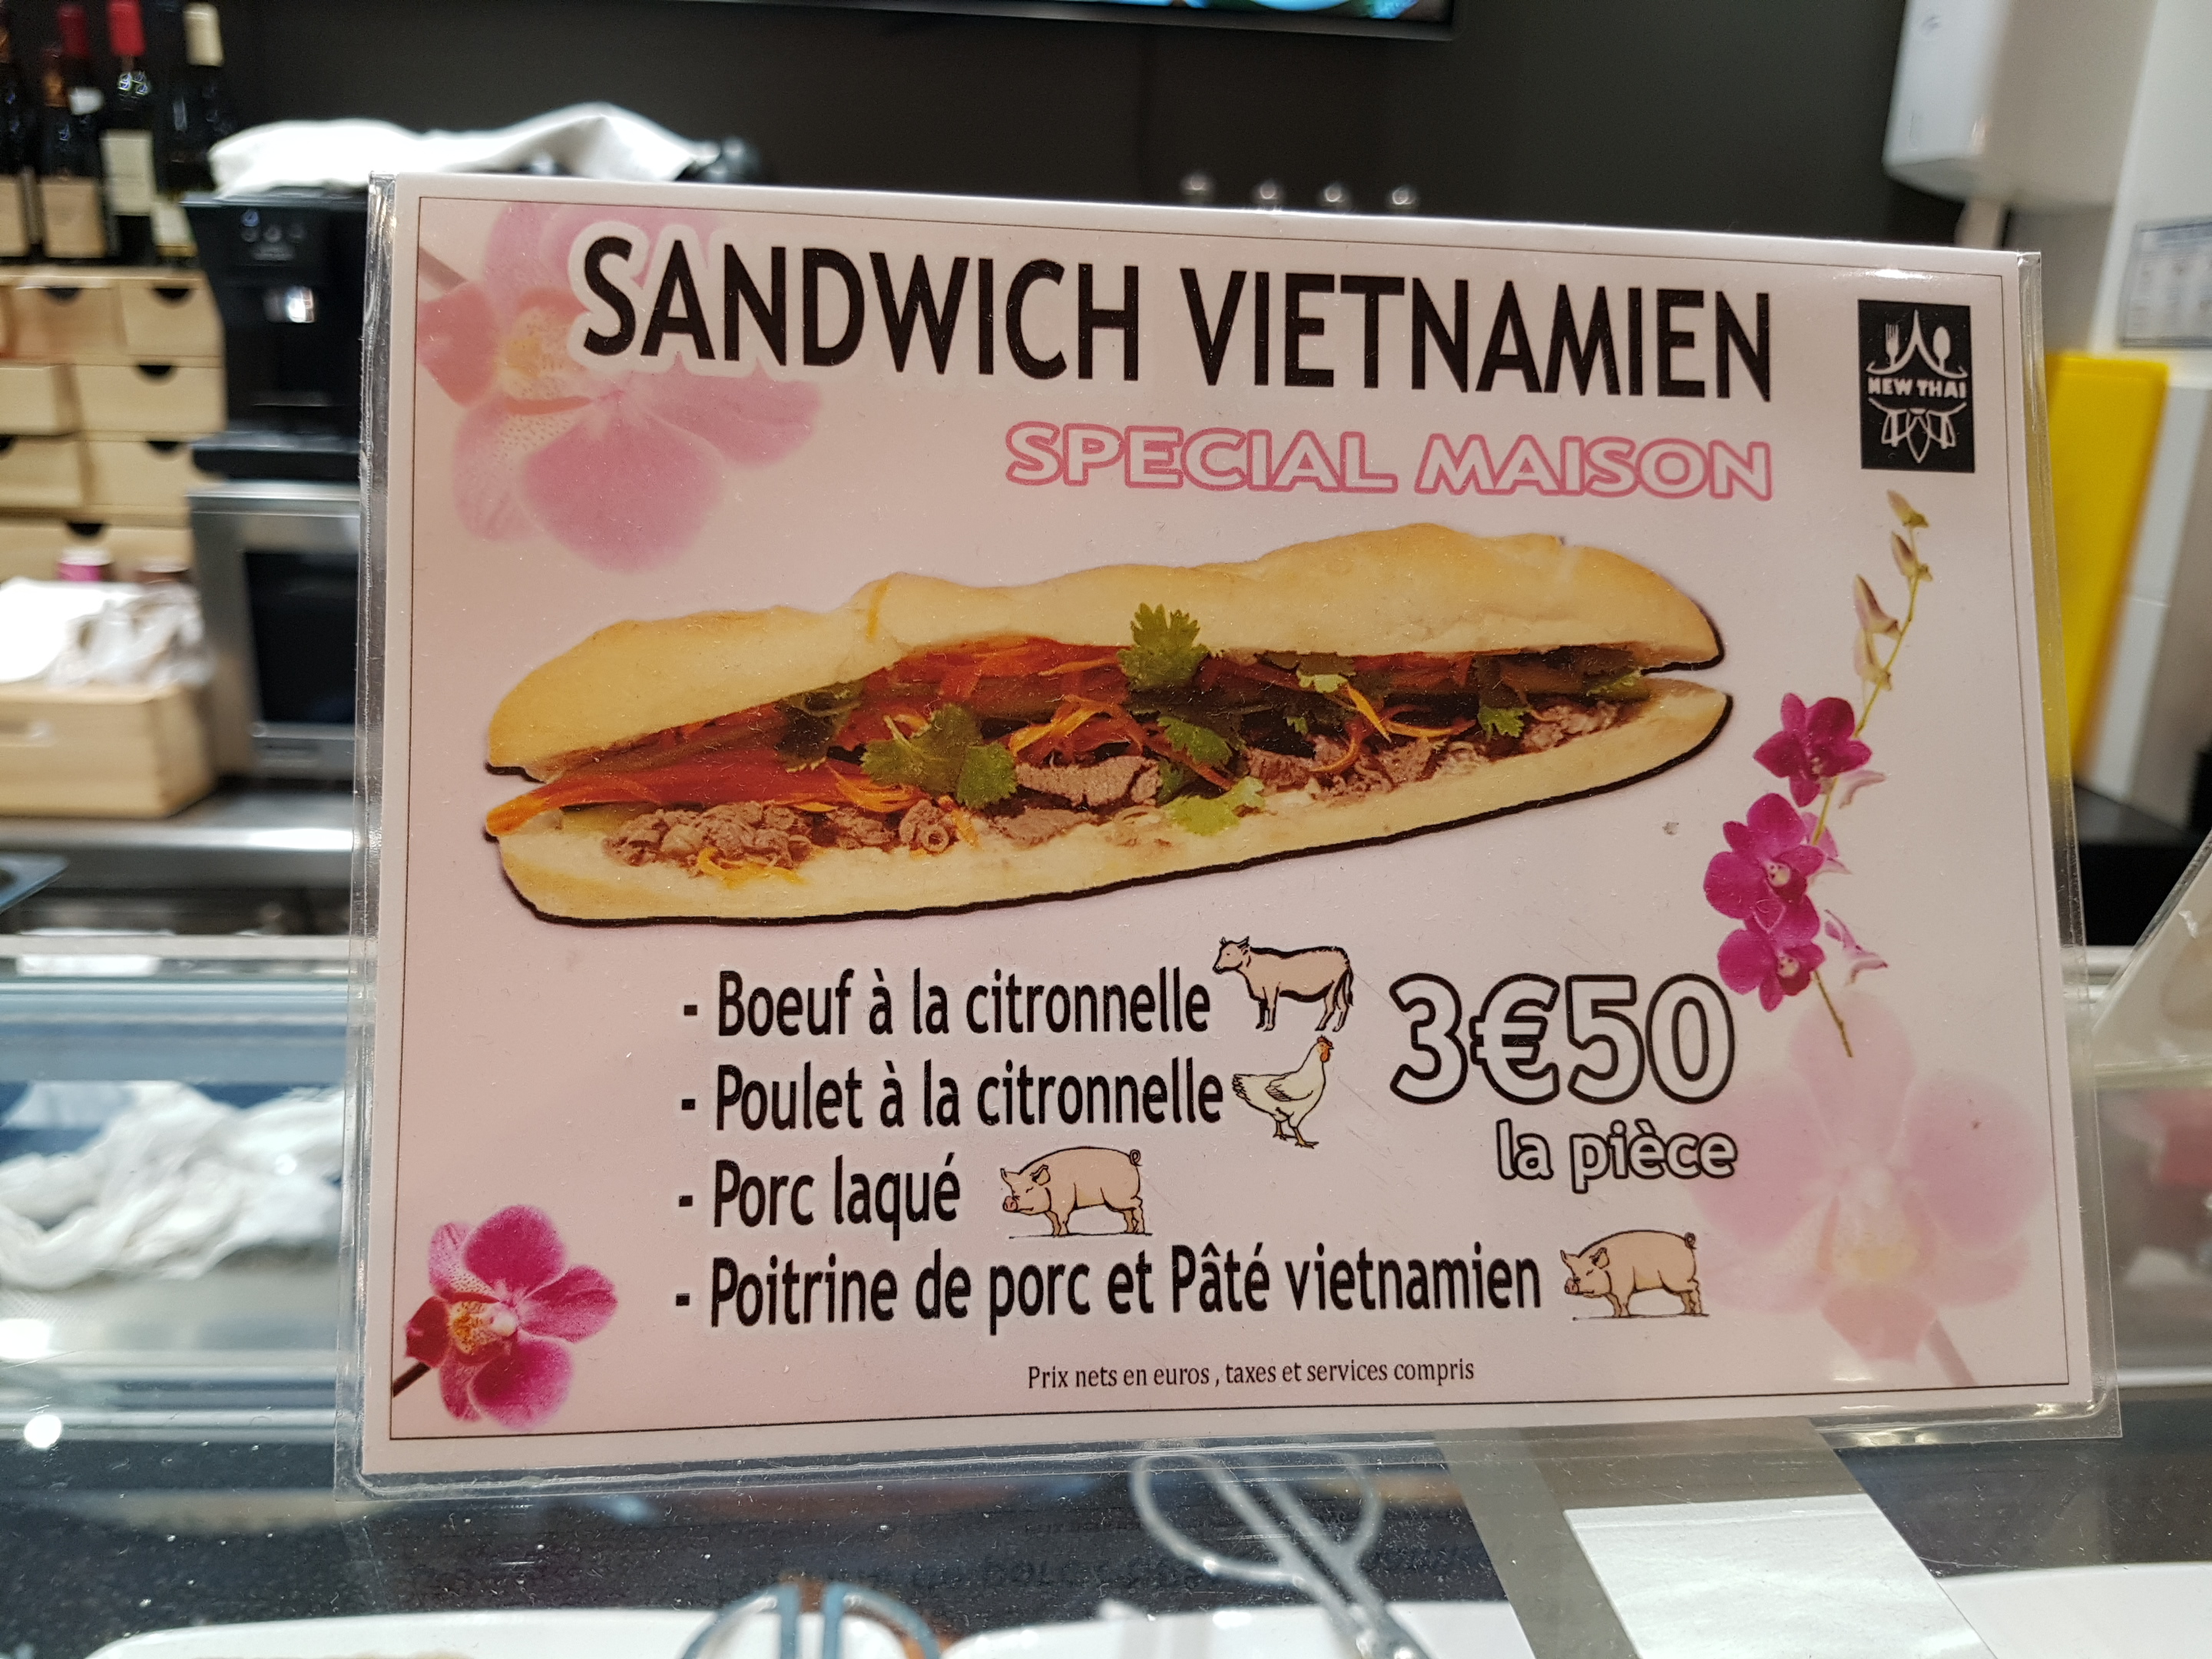 SANDWICH VIETNAMIEN
NEW THAI
SPECIAL MAISON
- Boeuf à la citronnelle
- Poulet à la citronnelle
- Porc laqué
- Poitrine de porc et Pâté vietnamien
3€50
la pièce
Prix nets en euros , taxes et services compris